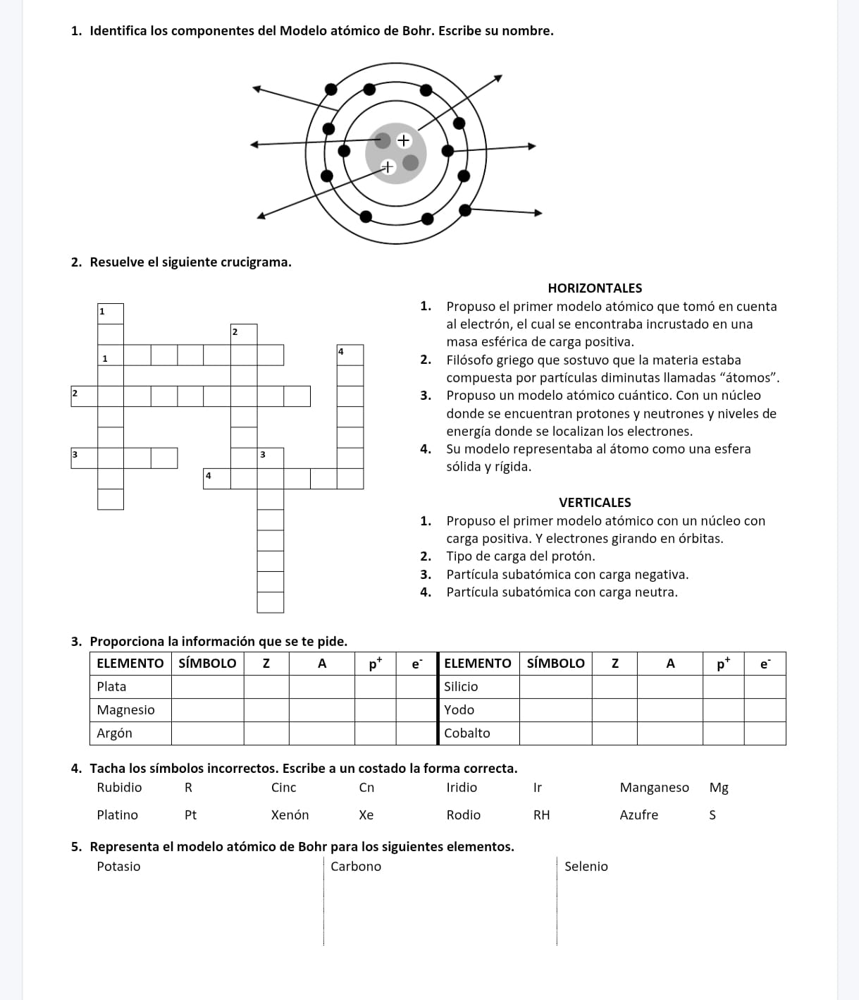 1. Identifica los componentes del Modelo atómico de Bohr. Escribe su nombre.
+
+
2. Resuelve el siguiente crucigrama.
1
2
1
4
2
3
3
4
HORIZONTALES
1. Propuso el primer modelo atómico que tomó en cuenta
al electrón, el cual se encontraba incrustado en una
masa esférica de carga positiva.
2. Filósofo griego que sostuvo que la materia estaba
compuesta por partículas diminutas llamadas “átomos”.
3. Propuso un modelo atómico cuántico. Con un núcleo
donde se encuentran protones y neutrones y niveles de
energía donde se localizan los electrones.
4. Su modelo representaba al átomo como una esfera
sólida y rígida.
VERTICALES
1. Propuso el primer modelo atómico con un núcleo con
carga positiva. Y electrones girando en órbitas.
2. Tipo de carga del protón.
3. Partícula subatómica con carga negativa.
4. Partícula subatómica con carga neutra.
3. Proporciona la información que se te pide.
ELEMENTO SÍMBOLO Z A p⁺ e⁻ ELEMENTO SÍMBOLO Z A p⁺ e⁻
Plata Silicio
Magnesio Yodo
Argón Cobalto
4. Tacha los símbolos incorrectos. Escribe a un costado la forma correcta.
Rubidio R Cinc Cn Iridio Ir Manganeso Mg
Platino Pt Xenón Xe Rodio RH Azufre S
5. Representa el modelo atómico de Bohr para los siguientes elementos.
Potasio Carbono Selenio